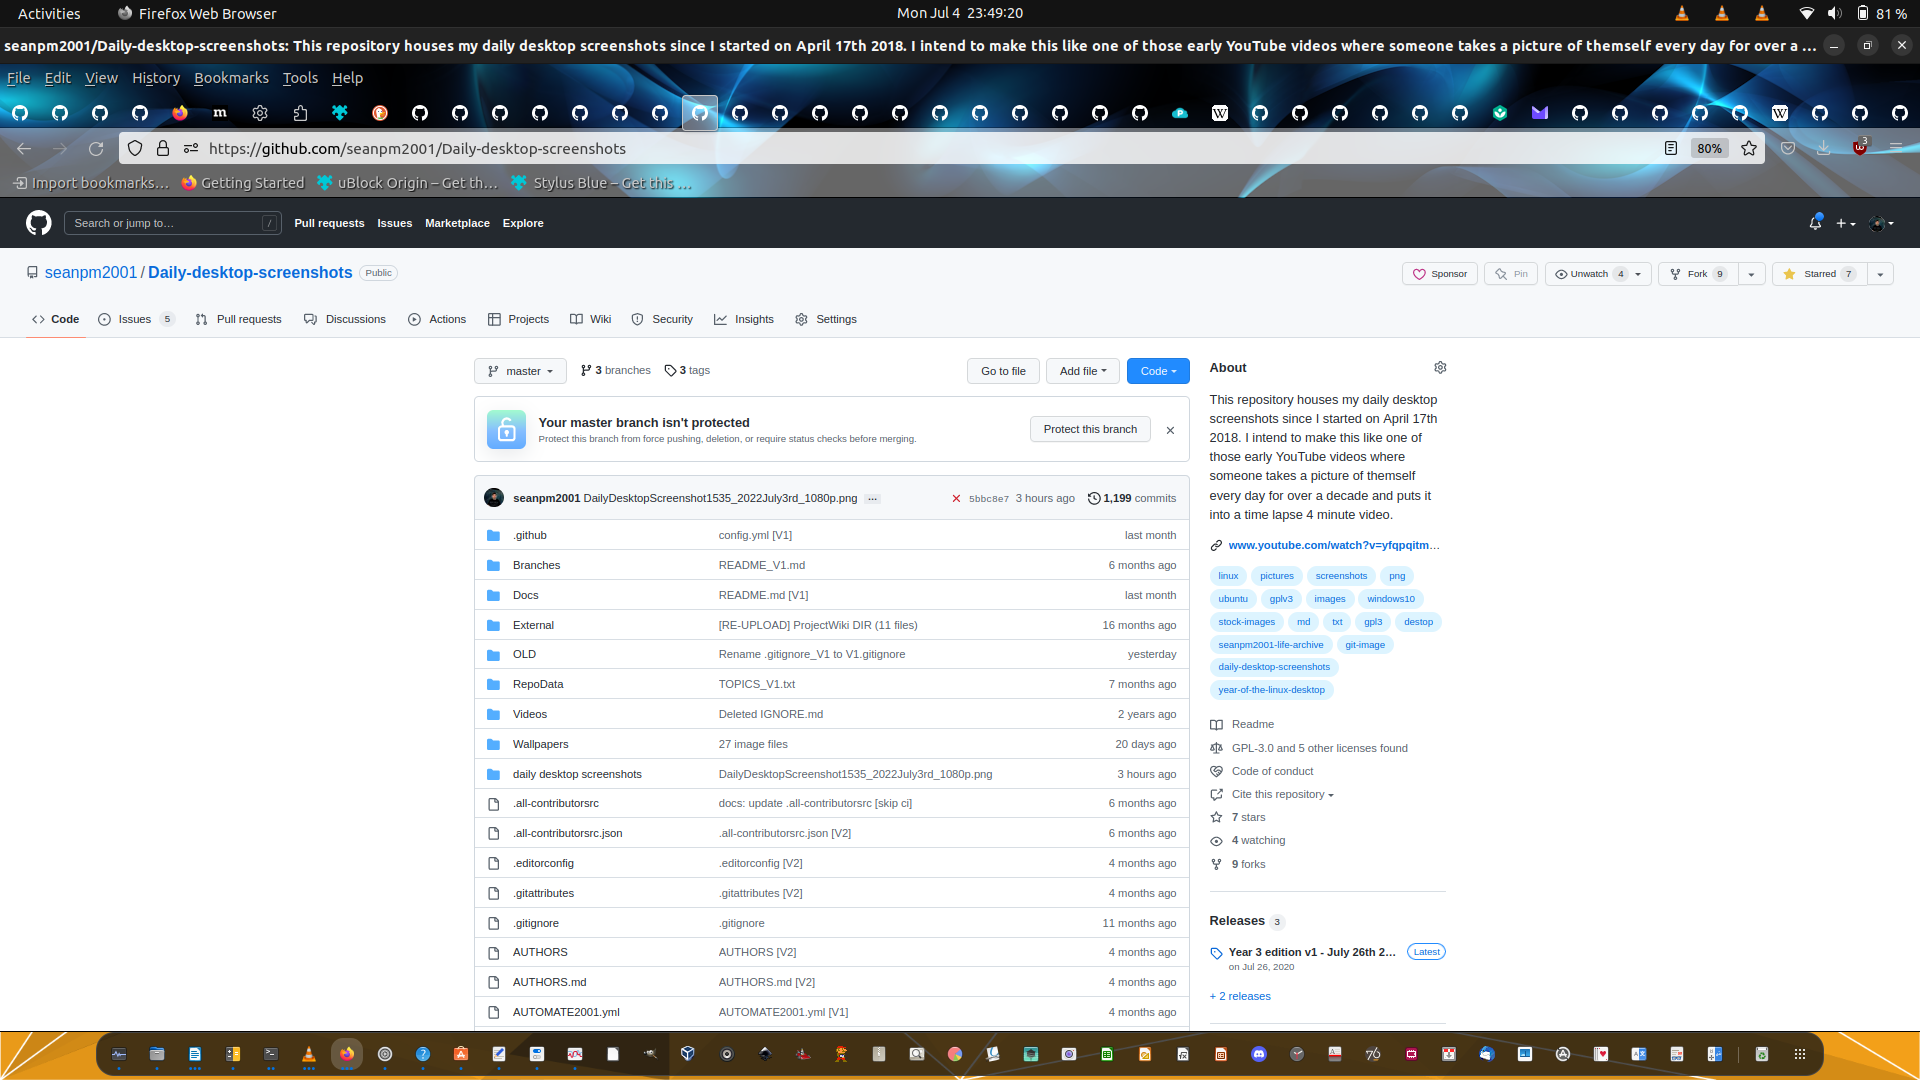 Activities Firefox Web Browser Mon Jul 4 23:49:20 81 %
seanpm2001/Daily-desktop-screenshots: This repository houses my daily desktop screenshots since I started on April 17th 2018. I intend to make this like one of those early YouTube videos where someone takes a picture of themself every day for over a …
File Edit View History Bookmarks Tools Help
https://github.com/seanpm2001/Daily-desktop-screenshots 80% 3
Import bookmarks… Getting Started uBlock Origin – Get th… Stylus Blue – Get this …
Search or jump to… / Pull requests Issues Marketplace Explore
seanpm2001 / Daily-desktop-screenshots Public Sponsor Pin Unwatch 4 Fork 9 Starred 7
Code Issues 5 Pull requests Discussions Actions Projects Wiki Security Insights Settings
master 3 branches 3 tags Go to file Add file Code
Your master branch isn't protected
Protect this branch from force pushing, deletion, or require status checks before merging.
Protect this branch
seanpm2001 DailyDesktopScreenshot1535_2022July3rd_1080p.png … 5bbc8e7 3 hours ago 1,199 commits
.github config.yml [V1] last month
Branches README_V1.md 6 months ago
Docs README.md [V1] last month
External [RE-UPLOAD] ProjectWiki DIR (11 files) 16 months ago
OLD Rename .gitignore_V1 to V1.gitignore yesterday
RepoData TOPICS_V1.txt 7 months ago
Videos Deleted IGNORE.md 2 years ago
Wallpapers 27 image files 20 days ago
daily desktop screenshots DailyDesktopScreenshot1535_2022July3rd_1080p.png 3 hours ago
.all-contributorsrc docs: update .all-contributorsrc [skip ci] 6 months ago
.all-contributorsrc.json .all-contributorsrc.json [V2] 6 months ago
.editorconfig .editorconfig [V2] 4 months ago
.gitattributes .gitattributes [V2] 4 months ago
.gitignore .gitignore 11 months ago
AUTHORS AUTHORS [V2] 4 months ago
AUTHORS.md AUTHORS.md [V2] 4 months ago
AUTOMATE2001.yml AUTOMATE2001.yml [V1] 4 months ago
About
This repository houses my daily desktop
screenshots since I started on April 17th
2018. I intend to make this like one of
those early YouTube videos where
someone takes a picture of themself
every day for over a decade and puts it
into a time lapse 4 minute video.
www.youtube.com/watch?v=yfqpqitm…
linux pictures screenshots png
ubuntu gplv3 images windows10
stock-images md txt gpl3 destop
seanpm2001-life-archive git-image
daily-desktop-screenshots
year-of-the-linux-desktop
Readme
GPL-3.0 and 5 other licenses found
Code of conduct
Cite this repository
7 stars
4 watching
9 forks
Releases 3
Year 3 edition v1 - July 26th 2… Latest
on Jul 26, 2020
+ 2 releases